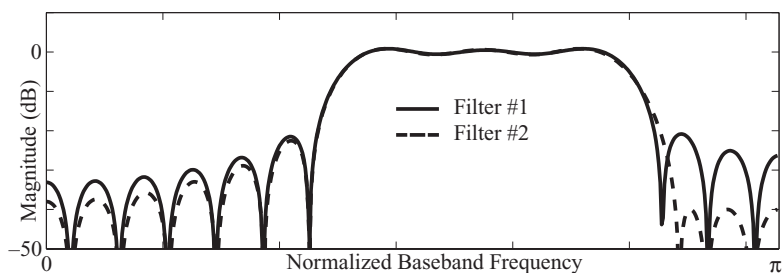 0
Magnitude (dB)
Filter #1
Filter #2
–50
0
Normalized Baseband Frequency
π